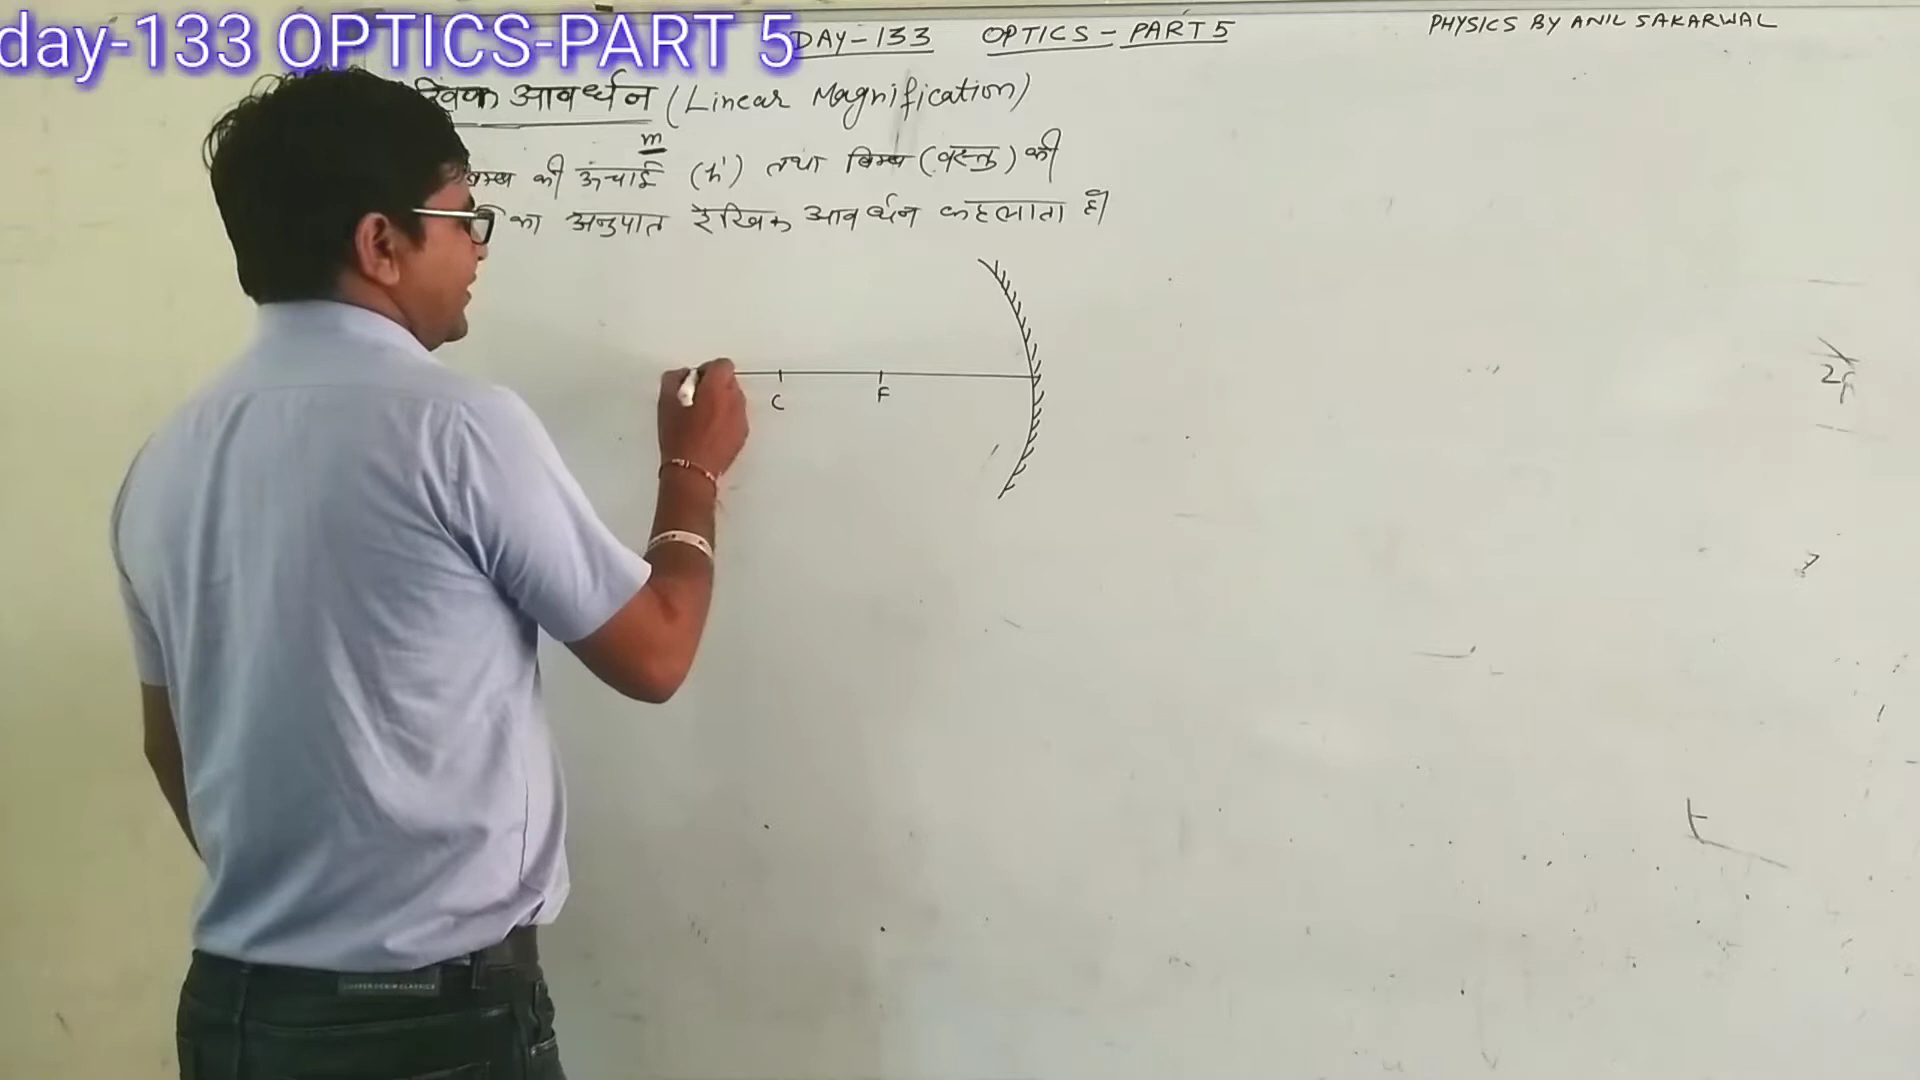 day-133 OPTICS-PART 5
DAY-133 OPTICS-PART 5
PHYSICS BY ANIL SAKARWAL
आवर्धन (Linear Magnification)
m
की ऊंचाई (h') तथा बिम्ब (वस्तु) की
का अनुपात रेखिक आवर्धन कहलाता है।
C F
2f